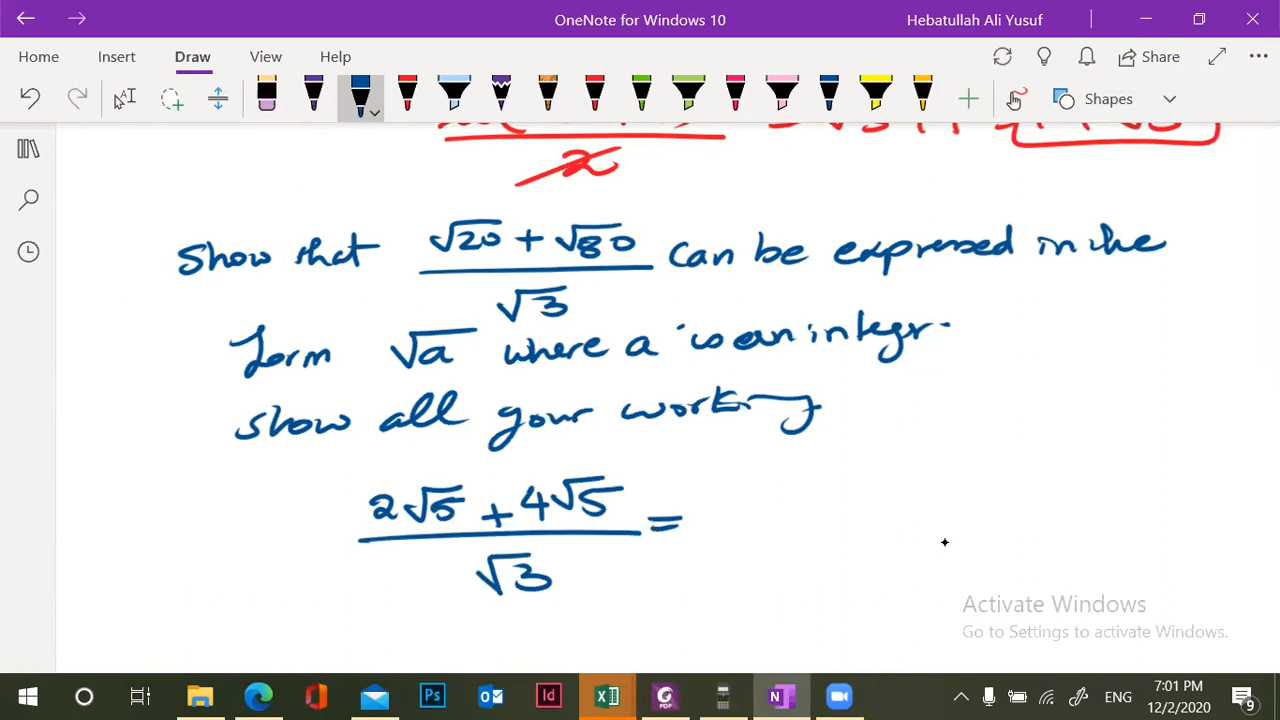 OneNote for Windows 10
Hebatullah Ali Yusuf
Home Insert Draw View Help
Share
Shapes
Show that √20 + √80 can be expressed in the
√3
form √a where a is an integr.
show all your working
2√5 + 4√5 =
√3
Activate Windows
Go to Settings to activate Windows.
ENG
7:01 PM
12/2/2020
9